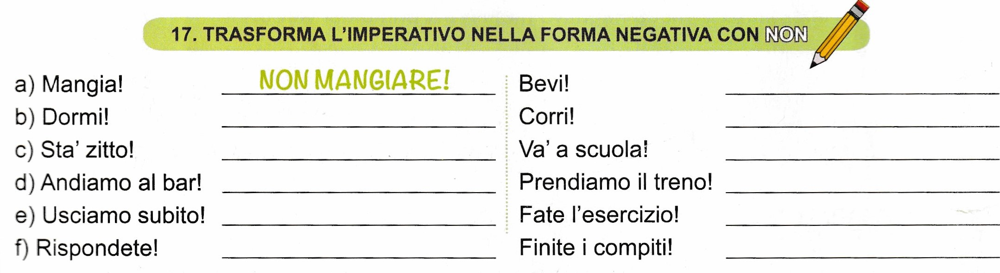 17. TRASFORMA L'IMPERATIVO NELLA FORMA NEGATIVA CON NON
a) Mangia! NON MANGIARE! Bevi!
b) Dormi! Corri!
c) Sta' zitto! Va' a scuola!
d) Andiamo al bar! Prendiamo il treno!
e) Usciamo subito! Fate l'esercizio!
f) Rispondete! Finite i compiti!